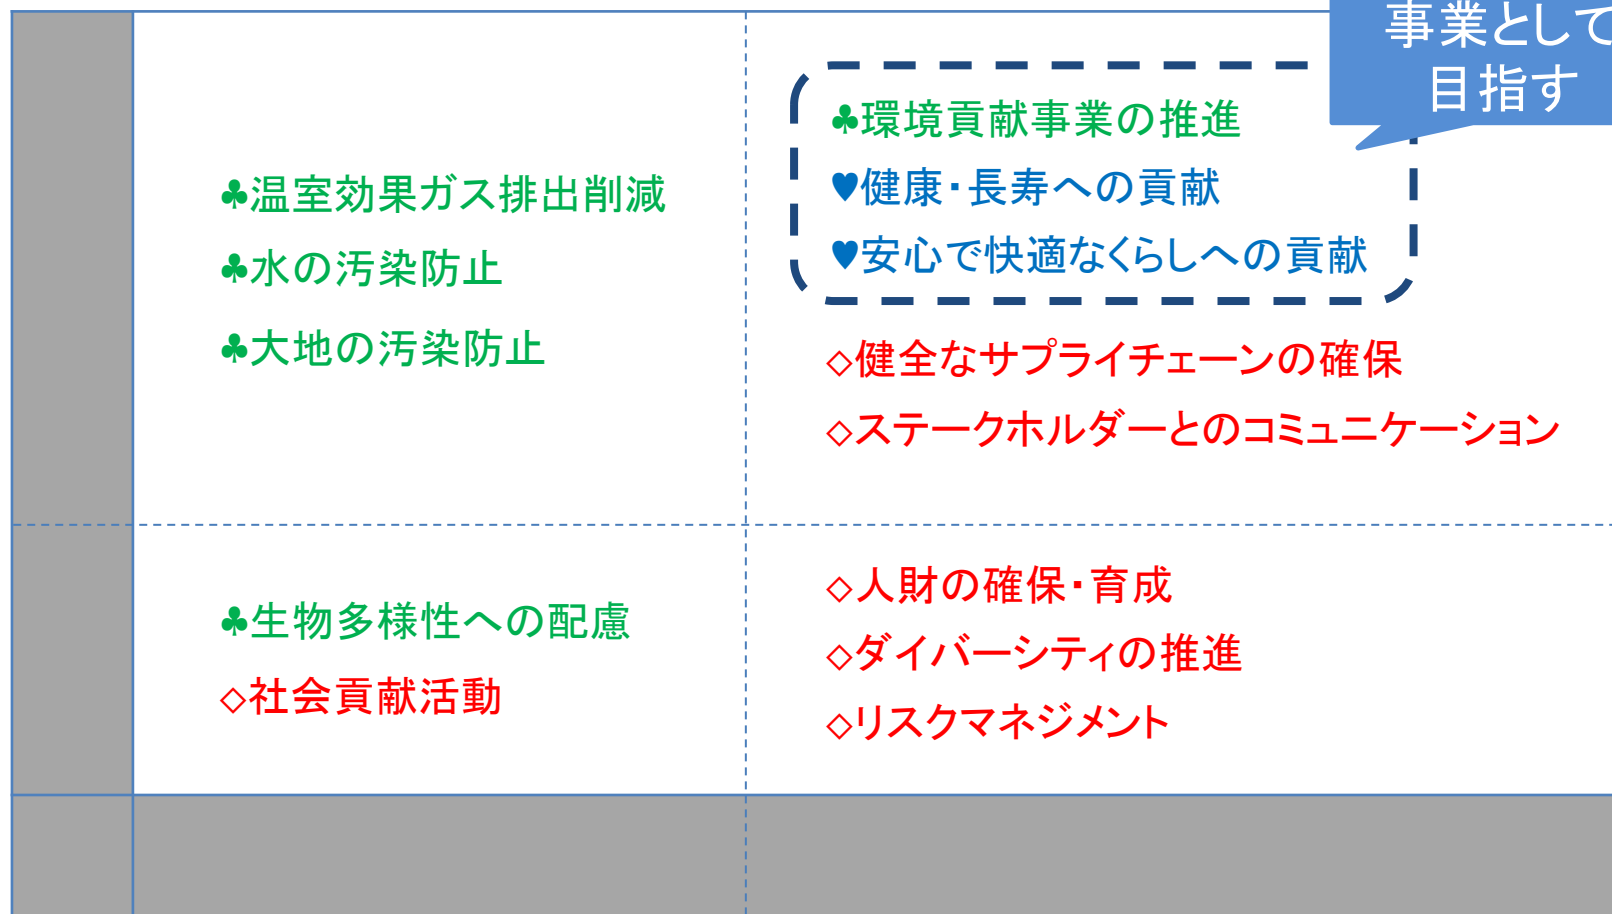 事業として
目指す
♣環境貢献事業の推進
♥健康・長寿への貢献
♥安心で快適なくらしへの貢献
◇健全なサプライチェーンの確保
◇ステークホルダーとのコミュニケーション
♣温室効果ガス排出削減
♣水の汚染防止
♣大地の汚染防止
♣生物多様性への配慮
◇社会貢献活動
◇人財の確保・育成
◇ダイバーシティの推進
◇リスクマネジメント